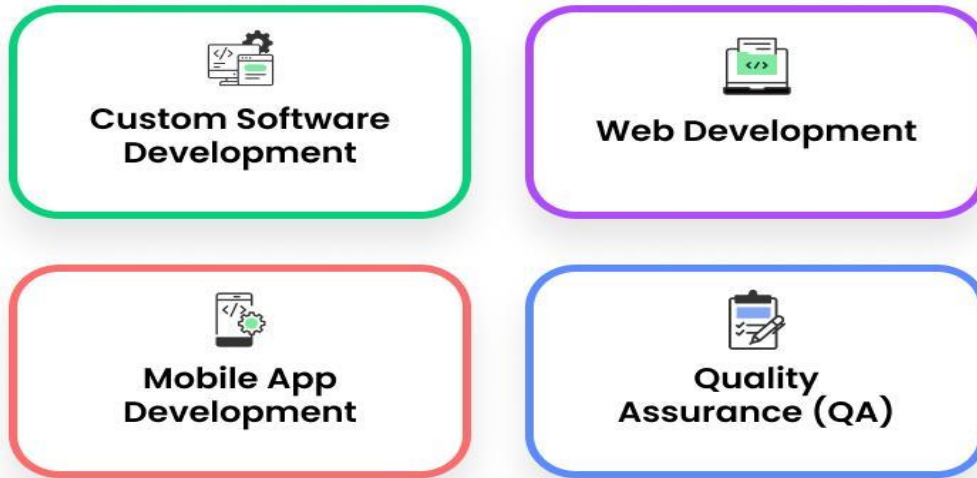 Custom Software
Development
Web Development
Mobile App
Development
Quality
Assurance (QA)